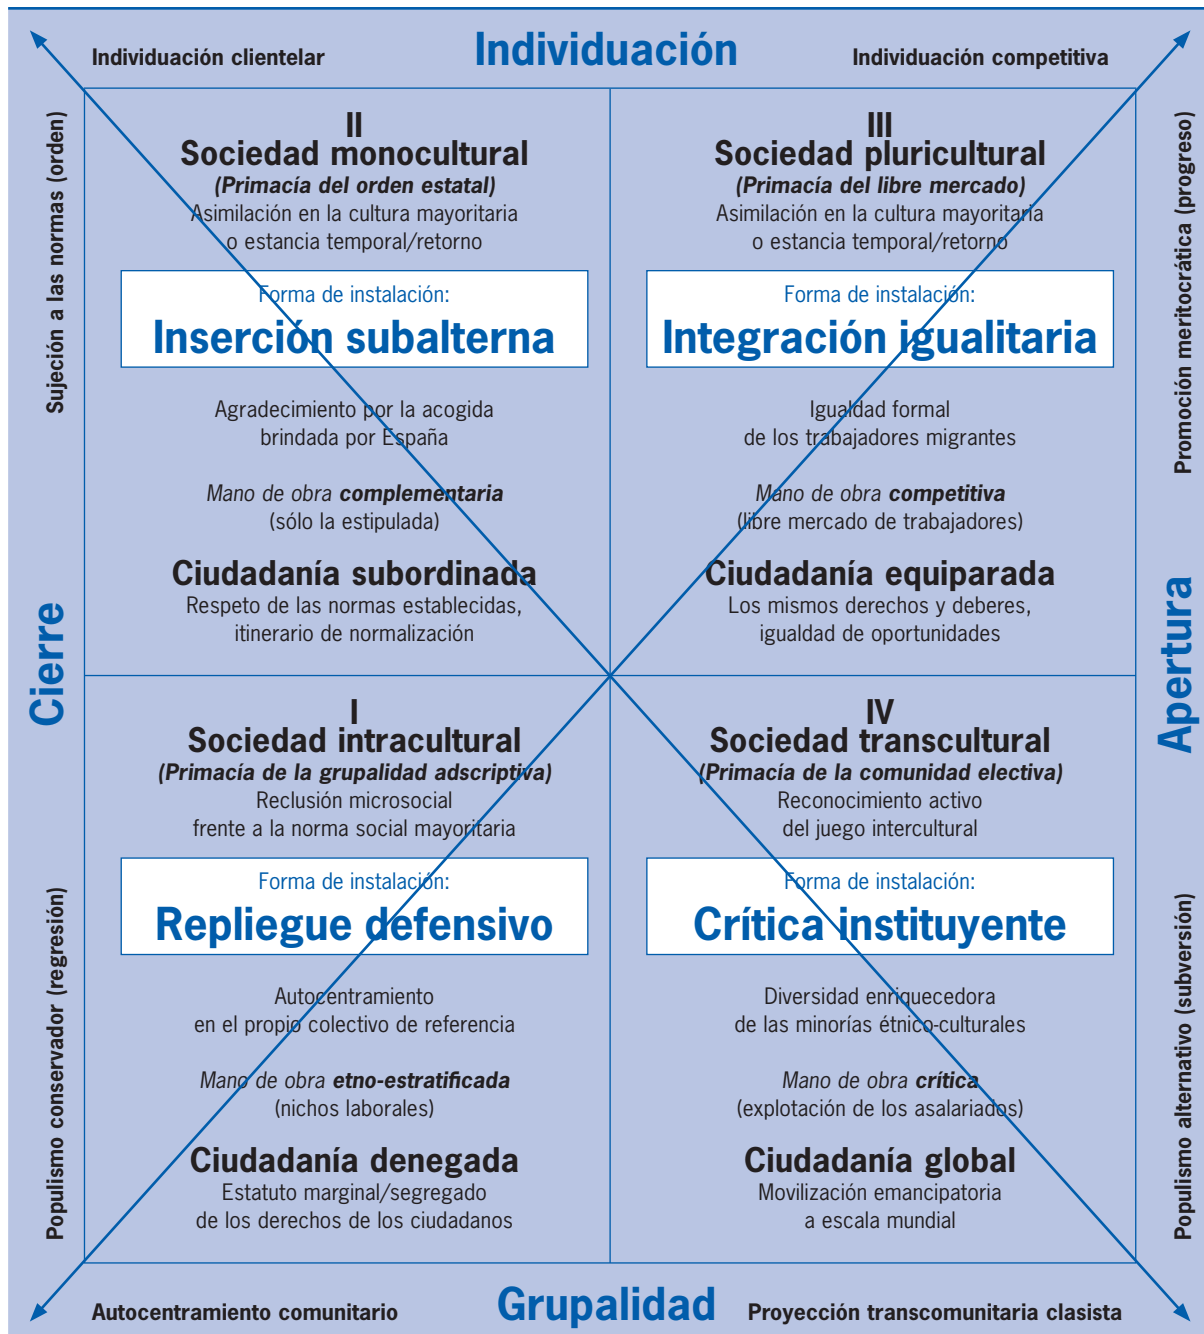 Individuación
Individuación clientelar
Individuación competitiva
Sujeción a las normas (orden)
Cierre
Populismo conservador (regresión)
II
Sociedad monocultural
(Primacía del orden estatal)
Asimilación en la cultura mayoritaria
o estancia temporal/retorno
Forma de instalación:
Inserción subalterna
Agradecimiento por la acogida
brindada por España
Mano de obra complementaria
(sólo la estipulada)
Ciudadanía subordinada
Respeto de las normas establecidas,
itinerario de normalización
III
Sociedad pluricultural
(Primacía del libre mercado)
Asimilación en la cultura mayoritaria
o estancia temporal/retorno
Forma de instalación:
Integración igualitaria
Igualdad formal
de los trabajadores migrantes
Mano de obra competitiva
(libre mercado de trabajadores)
Ciudadanía equiparada
Los mismos derechos y deberes,
igualdad de oportunidades
I
Sociedad intracultural
(Primacía de la grupalidad adscriptiva)
Reclusión microsocial
frente a la norma social mayoritaria
Forma de instalación:
Repliegue defensivo
Autocentramiento
en el propio colectivo de referencia
Mano de obra etno-estratificada
(nichos laborales)
Ciudadanía denegada
Estatuto marginal/segregado
de los derechos de los ciudadanos
IV
Sociedad transcultural
(Primacía de la comunidad electiva)
Reconocimiento activo
del juego intercultural
Forma de instalación:
Crítica instituyente
Diversidad enriquecedora
de las minorías étnico-culturales
Mano de obra crítica
(explotación de los asalariados)
Ciudadanía global
Movilización emancipatoria
a escala mundial
Promoción meritocrática (progreso)
Apertura
Populismo alternativo (subversión)
Autocentramiento comunitario
Grupalidad
Proyección transcomunitaria clasista